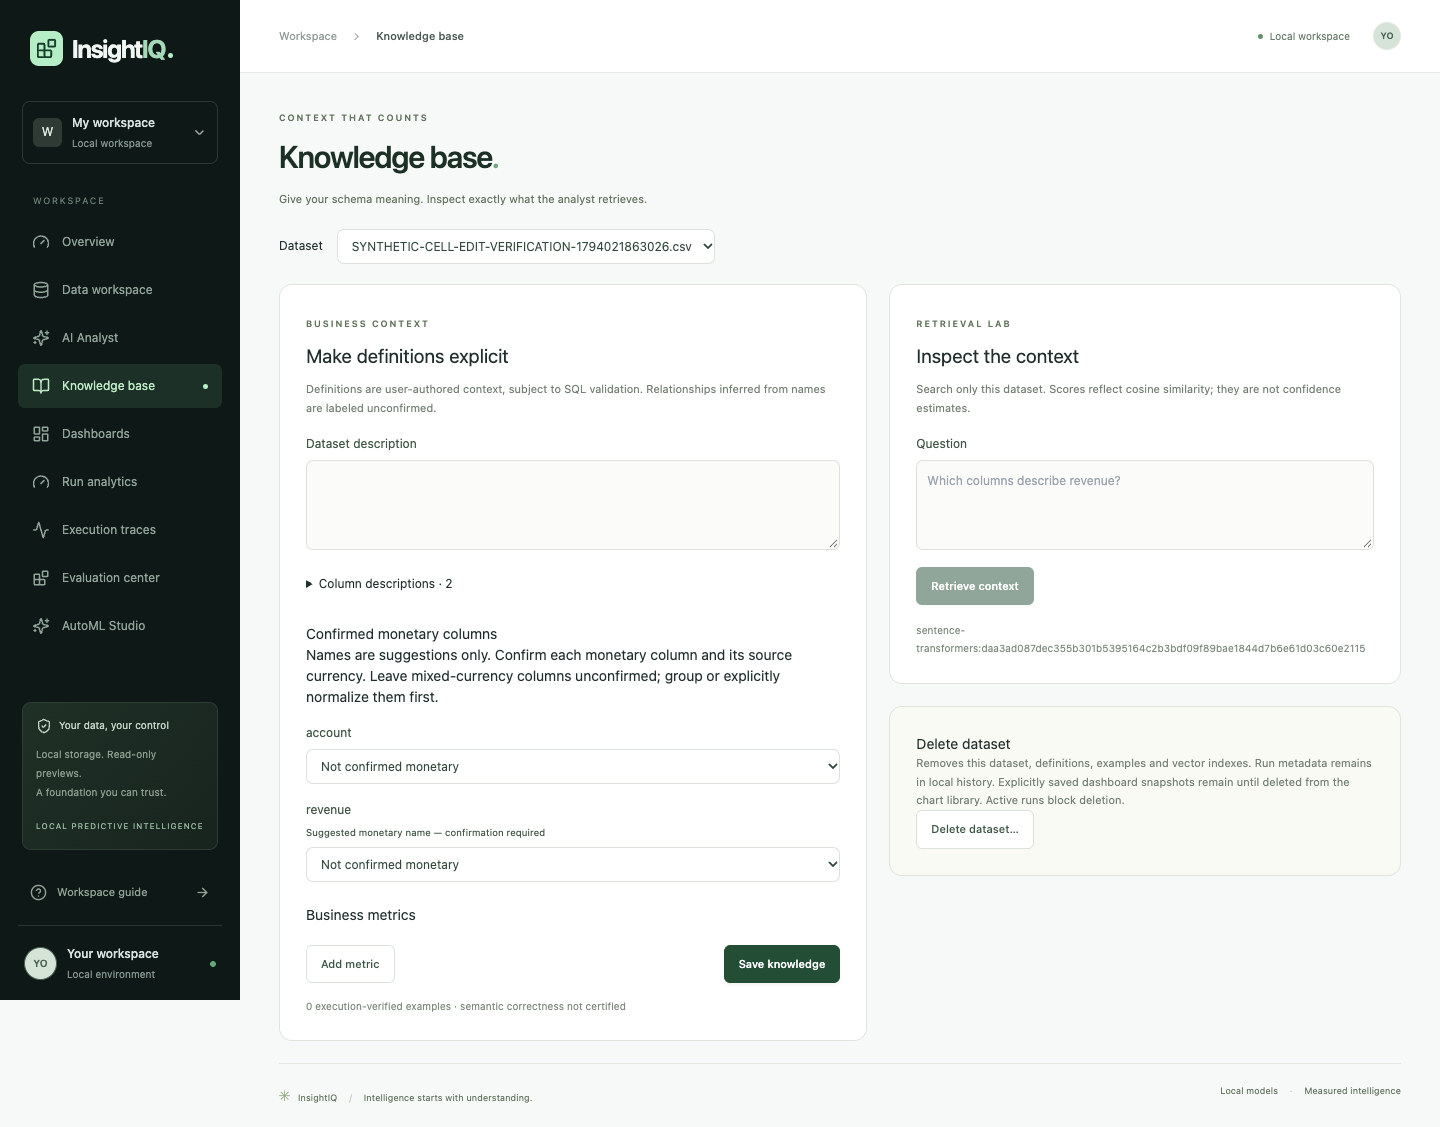 InsightIQ.
W
My workspace
Local workspace
WORKSPACE
Overview
Data workspace
AI Analyst
Knowledge base
Dashboards
Run analytics
Execution traces
Evaluation center
AutoML Studio
Your data, your control
Local storage. Read-only
previews.
A foundation you can trust.
LOCAL PREDICTIVE INTELLIGENCE
Workspace guide
YO
Your workspace
Local environment
Workspace
Knowledge base
Local workspace
YO
CONTEXT THAT COUNTS
Knowledge base.
Give your schema meaning. Inspect exactly what the analyst retrieves.
Dataset
SYNTHETIC-CELL-EDIT-VERIFICATION-1794021863026.csv
BUSINESS CONTEXT
Make definitions explicit
Definitions are user-authored context, subject to SQL validation. Relationships inferred from names
are labeled unconfirmed.
Dataset description
Column descriptions · 2
Confirmed monetary columns
Names are suggestions only. Confirm each monetary column and its source
currency. Leave mixed-currency columns unconfirmed; group or explicitly
normalize them first.
account
Not confirmed monetary
revenue
Suggested monetary name — confirmation required
Not confirmed monetary
Business metrics
Add metric
Save knowledge
0 execution-verified examples · semantic correctness not certified
RETRIEVAL LAB
Inspect the context
Search only this dataset. Scores reflect cosine similarity; they are not confidence
estimates.
Question
Which columns describe revenue?
Retrieve context
sentence-
transformers:daa3ad087dec355b301b5395164c2b3bdf09f89bae1844d7b6e61d03c60e2115
Delete dataset
Removes this dataset, definitions, examples and vector indexes. Run metadata remains
in local history. Explicitly saved dashboard snapshots remain until deleted from the
chart library. Active runs block deletion.
Delete dataset...
InsightIQ / Intelligence starts with understanding.
Local models · Measured intelligence